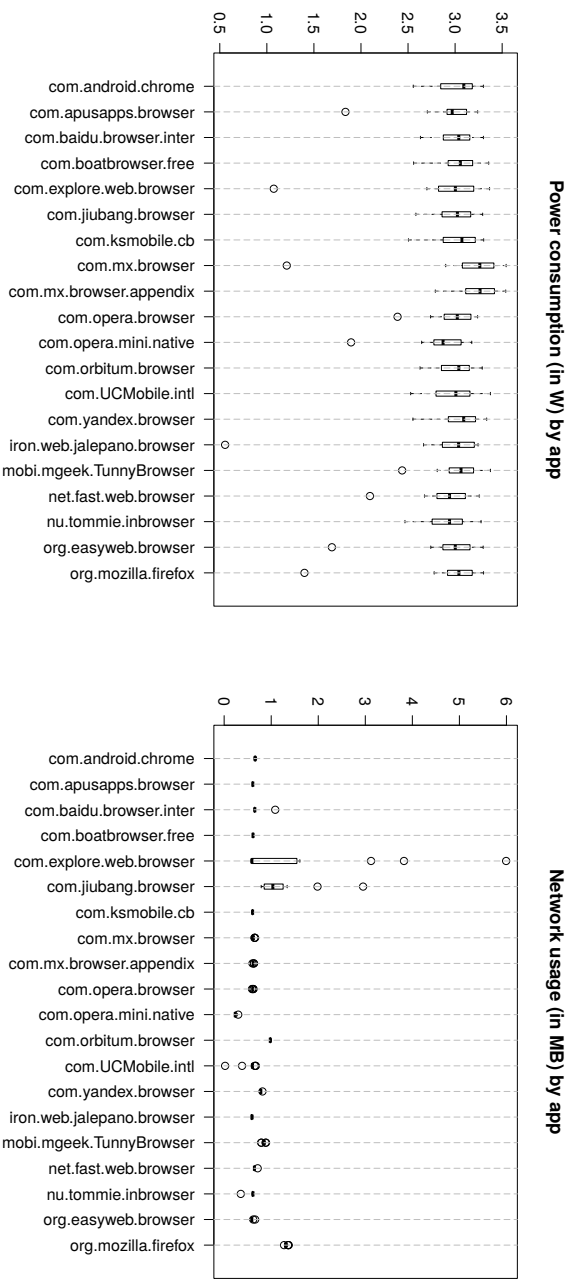 Power consumption (in W) by app
0.5
1.0
1.5
2.0
2.5
3.0
3.5
com.android.chrome
com.apusapps.browser
com.baidu.browser.inter
com.boatbrowser.free
com.explore.web.browser
com.jiubang.browser
com.ksmobile.cb
com.mx.browser
com.mx.browser.appendix
com.opera.browser
com.opera.mini.native
com.orbitum.browser
com.UCMobile.intl
com.yandex.browser
iron.web.jalepano.browser
mobi.mgeek.TunnyBrowser
net.fast.web.browser
nu.tommie.inbrowser
org.easyweb.browser
org.mozilla.firefox
Network usage (in MB) by app
0
1
2
3
4
5
6
com.android.chrome
com.apusapps.browser
com.baidu.browser.inter
com.boatbrowser.free
com.explore.web.browser
com.jiubang.browser
com.ksmobile.cb
com.mx.browser
com.mx.browser.appendix
com.opera.browser
com.opera.mini.native
com.orbitum.browser
com.UCMobile.intl
com.yandex.browser
iron.web.jalepano.browser
mobi.mgeek.TunnyBrowser
net.fast.web.browser
nu.tommie.inbrowser
org.easyweb.browser
org.mozilla.firefox